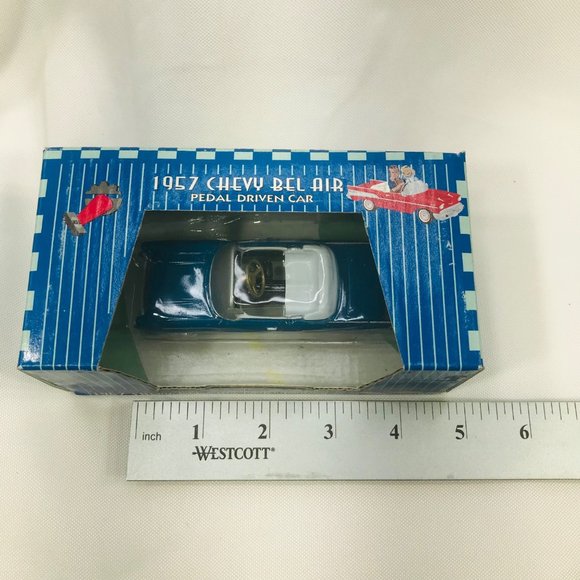 1957 CHEVY BEL AIR
PEDAL DRIVEN CAR
inch 1 2 3 4 5 6
WESTCOTT®